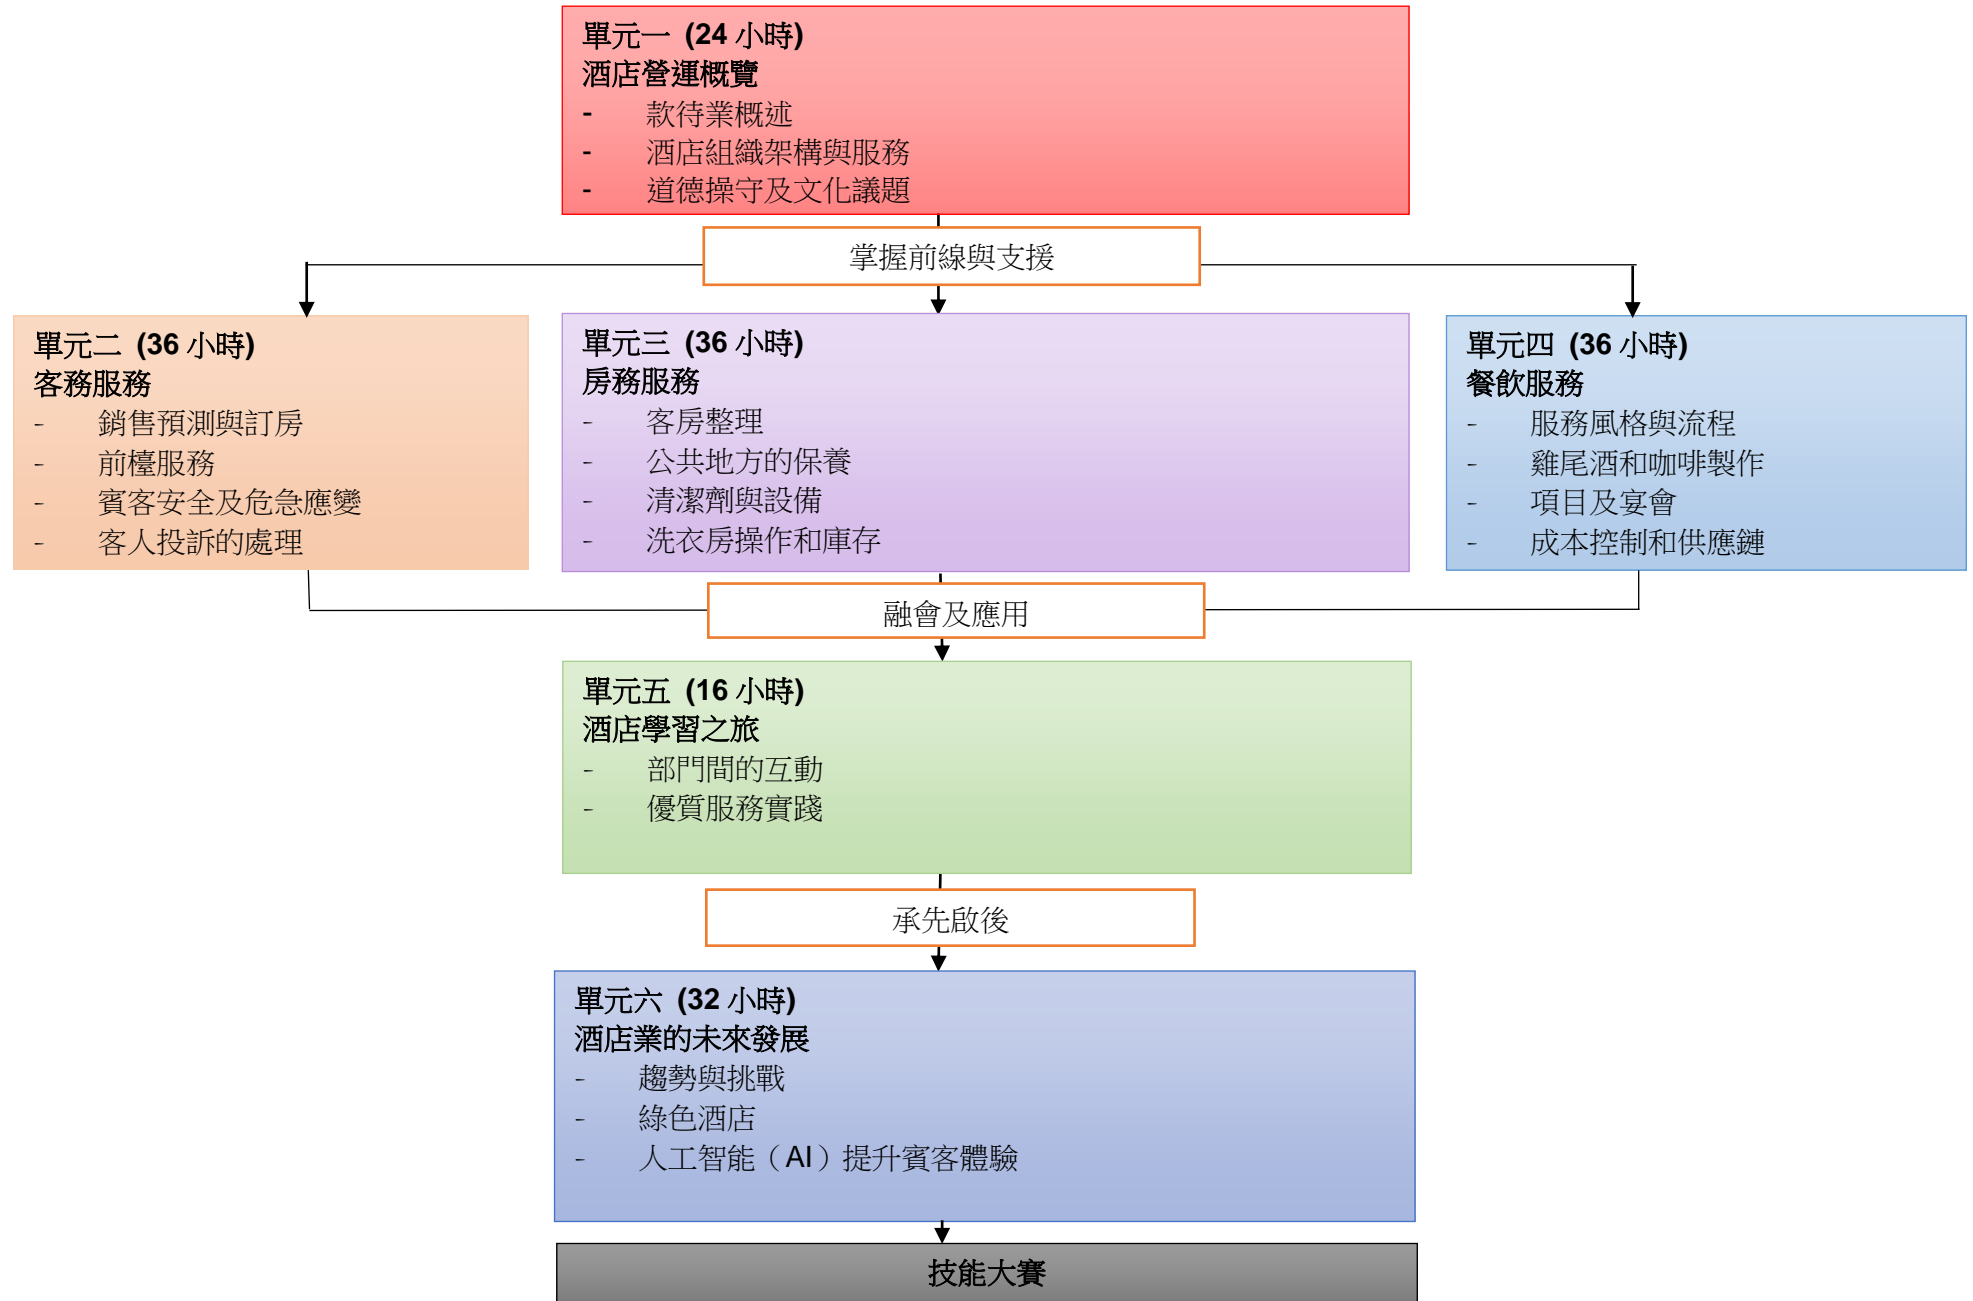 單元一 (24 小時)
酒店營運概覽
- 款待業概述
- 酒店組織架構與服務
- 道德操守及文化議題
掌握前線與支援
單元二 (36 小時)
客務服務
- 銷售預測與訂房
- 前檯服務
- 賓客安全及危急應變
- 客人投訴的處理
單元三 (36 小時)
房務服務
- 客房整理
- 公共地方的保養
- 清潔劑與設備
- 洗衣房操作和庫存
單元四 (36 小時)
餐飲服務
- 服務風格與流程
- 雞尾酒和咖啡製作
- 項目及宴會
- 成本控制和供應鏈
融會及應用
單元五 (16 小時)
酒店學習之旅
- 部門間的互動
- 優質服務實踐
承先啟後
單元六 (32 小時)
酒店業的未來發展
- 趨勢與挑戰
- 綠色酒店
- 人工智能（AI）提升賓客體驗
技能大賽